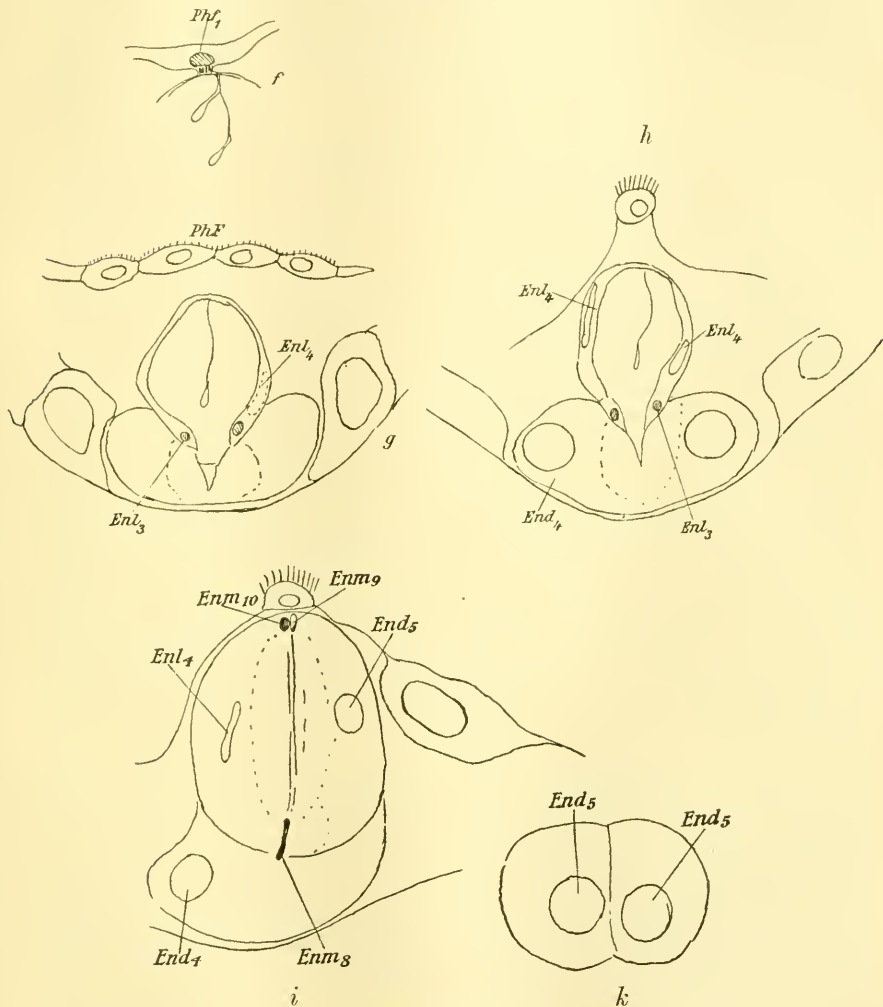 Phf₁
f
h
PhF
Enl₄
Enl₄
Enl₄
g
Enl₃
End₄
Enl₃
Enm₁₀
Enm₉
Enl₄
End₅
End₅
End₅
End₄
Enm₈
i
k